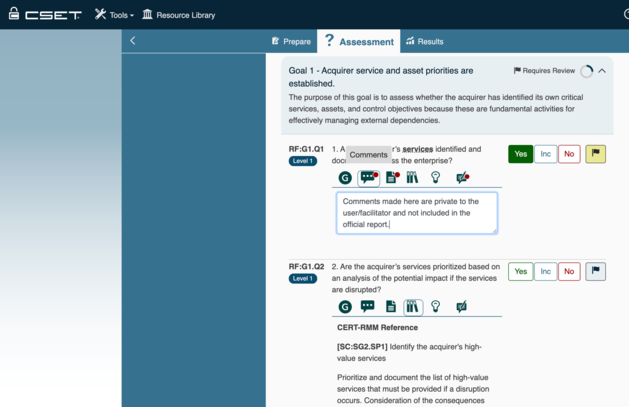 CSET
Tools
Resource Library
Prepare
? Assessment
Results
Goal 1 - Acquirer service and asset priorities are
established.
Requires Review
The purpose of this goal is to assess whether the acquirer has identified its own critical
services, assets, and control objectives because these are fundamental activities for
effectively managing external dependencies.
RF:G1.Q1
Level 1
1. A
r's services identified and
Comments
doc
ss the enterprise?
Yes
Inc
No
G
Comments made here are private to the
user/facilitator and not included in the
official report.
RF:G1.Q2
Level 1
2. Are the acquirer's services prioritized based on
an analysis of the potential impact if the services
are disrupted?
Yes
Inc
No
G
CERT-RMM Reference
[SC:SG2.SP1] Identify the acquirer's high-
value services
Prioritize and document the list of high-value
services that must be provided if a disruption
occurs. Consideration of the consequences